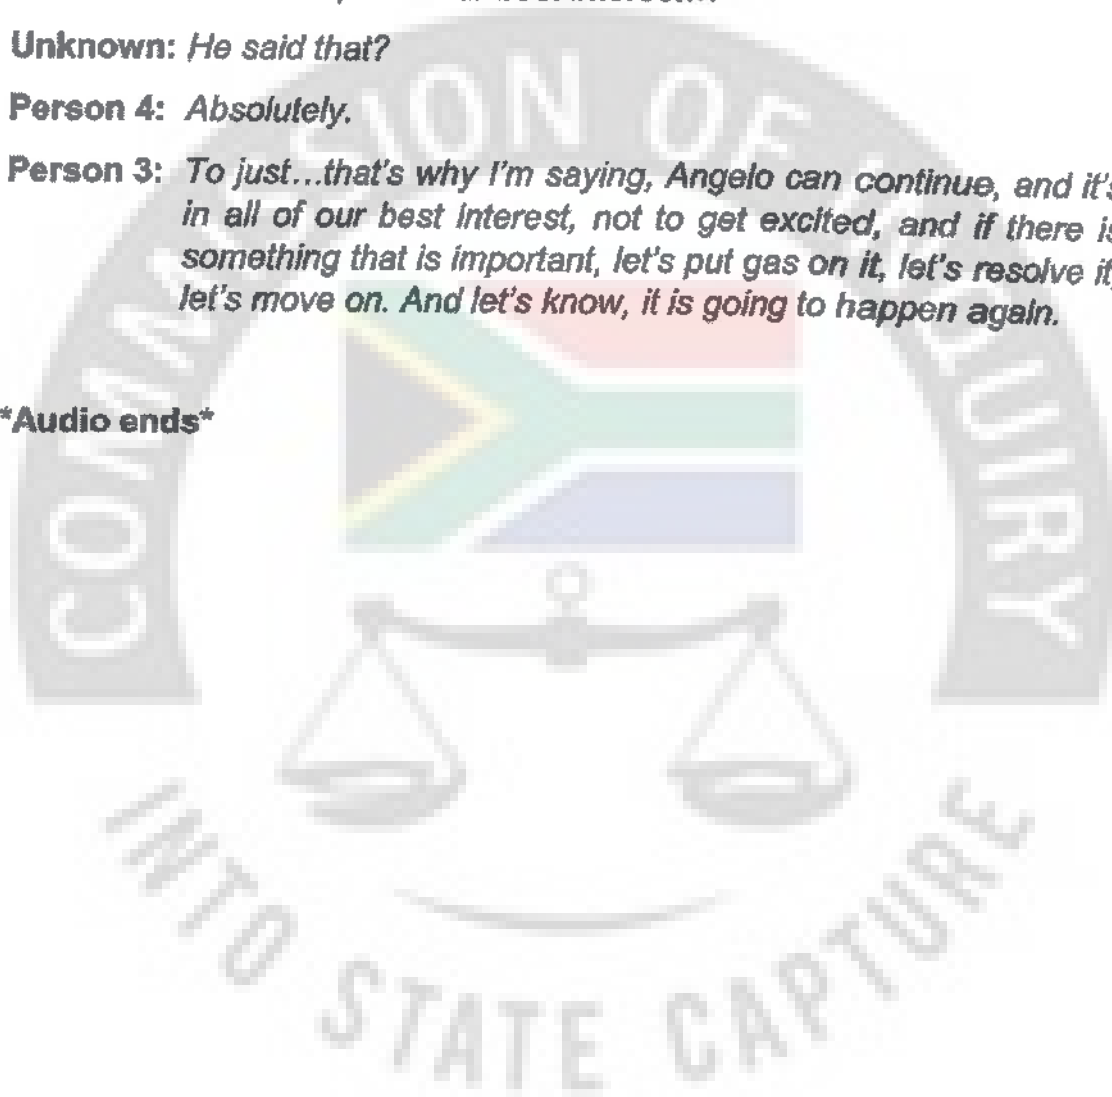 Unknown: He said that?
Person 4: Absolutely.
Person 3: To just...that's why I'm saying, Angelo can continue, and it's
in all of our best interest, not to get excited, and if there is
something that is important, let's put gas on it, let's resolve it,
let's move on. And let's know, it is going to happen again.
*Audio ends*
INTO STATE CAPTURE